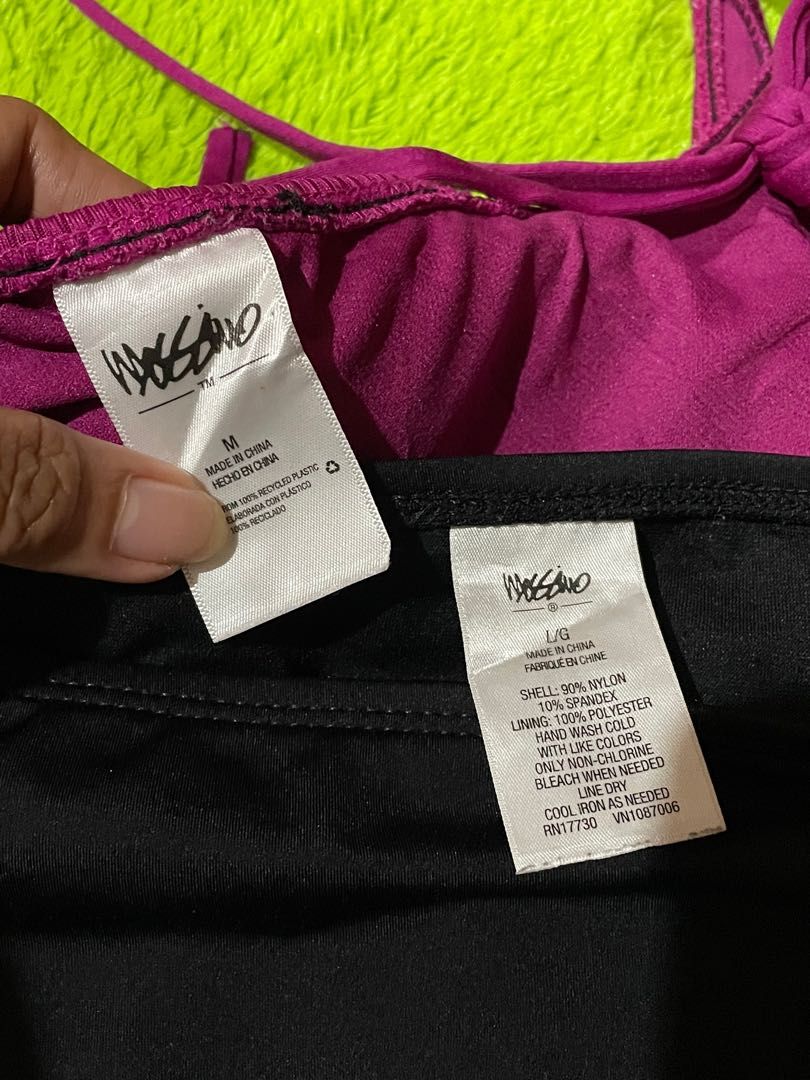 Mossimo
TM
M
MADE IN CHINA
HECHO EN CHINA
100% RECYCLED PLASTIC
ELABORADA CON PLÁSTICO
100% RECICLADO
Mossimo
®
L/G
MADE IN CHINA
FABRIQUÉ EN CHINE
SHELL: 90% NYLON
10% SPANDEX
LINING: 100% POLYESTER
HAND WASH COLD
WITH LIKE COLORS
ONLY NON-CHLORINE
BLEACH WHEN NEEDED
LINE DRY
COOL IRON AS NEEDED
RN17730 VN1087006